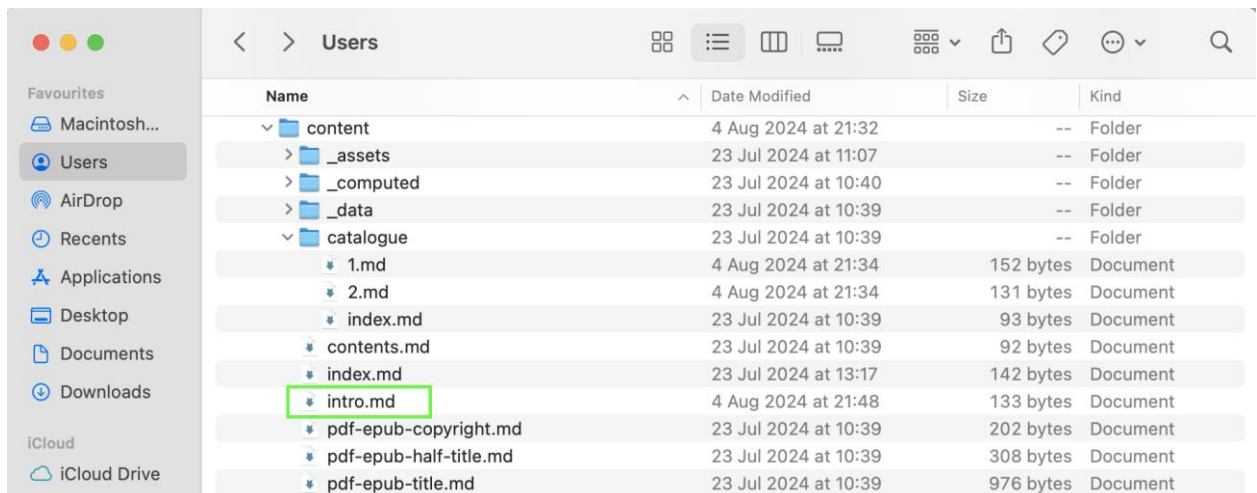 Users
Favourites
Macintosh...
Users
AirDrop
Recents
Applications
Desktop
Documents
Downloads
iCloud
iCloud Drive
Name Date Modified Size Kind
content 4 Aug 2024 at 21:32 -- Folder
_assets 23 Jul 2024 at 11:07 -- Folder
_computed 23 Jul 2024 at 10:40 -- Folder
_data 23 Jul 2024 at 10:39 -- Folder
catalogue 23 Jul 2024 at 10:39 -- Folder
1.md 4 Aug 2024 at 21:34 152 bytes Document
2.md 4 Aug 2024 at 21:34 131 bytes Document
index.md 23 Jul 2024 at 10:39 93 bytes Document
contents.md 23 Jul 2024 at 10:39 92 bytes Document
index.md 23 Jul 2024 at 13:17 142 bytes Document
intro.md 4 Aug 2024 at 21:48 133 bytes Document
pdf-epub-copyright.md 23 Jul 2024 at 10:39 202 bytes Document
pdf-epub-half-title.md 23 Jul 2024 at 10:39 308 bytes Document
pdf-epub-title.md 23 Jul 2024 at 10:39 976 bytes Document